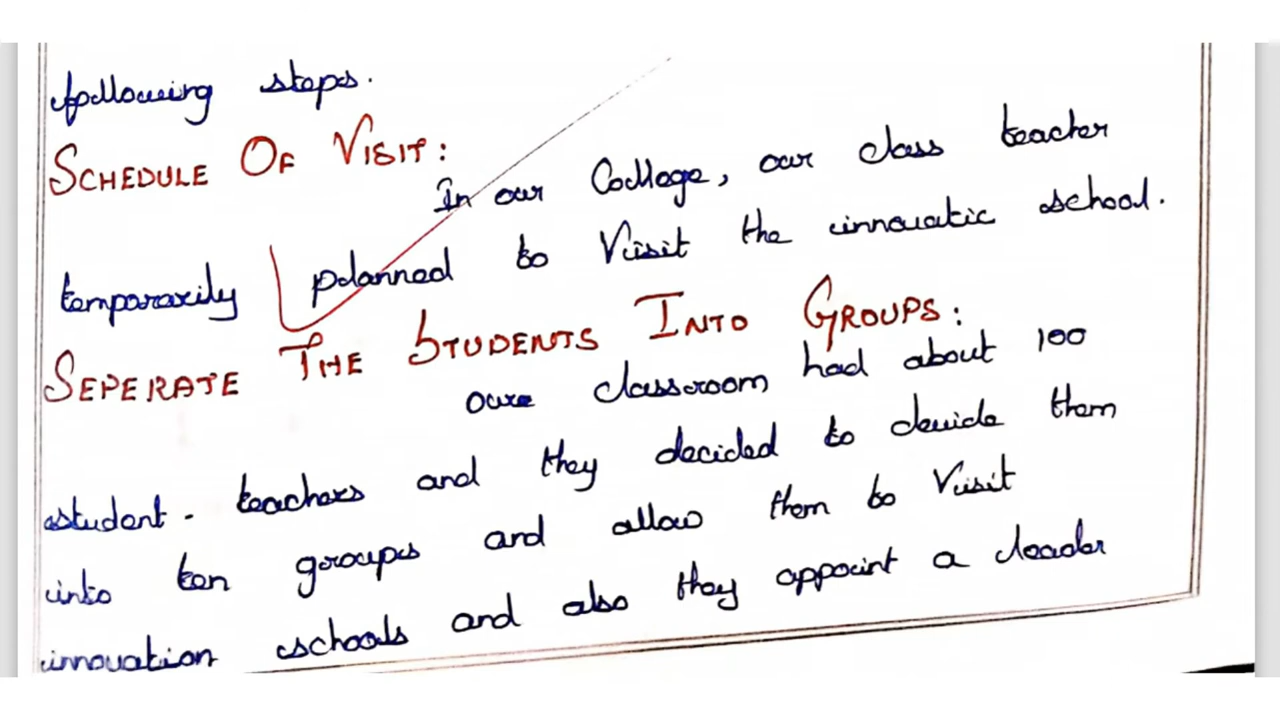 following steps.
SCHEDULE OF VISIT:
In our College, our class teacher
temporarily planned to Visit the innovatic school.
SEPERATE THE STUDENTS INTO GROUPS:
our classroom had about 100
student - teachers and they decided to devide them
into ten groups and allow them to Visit
innovation schools and also they appoint a leader